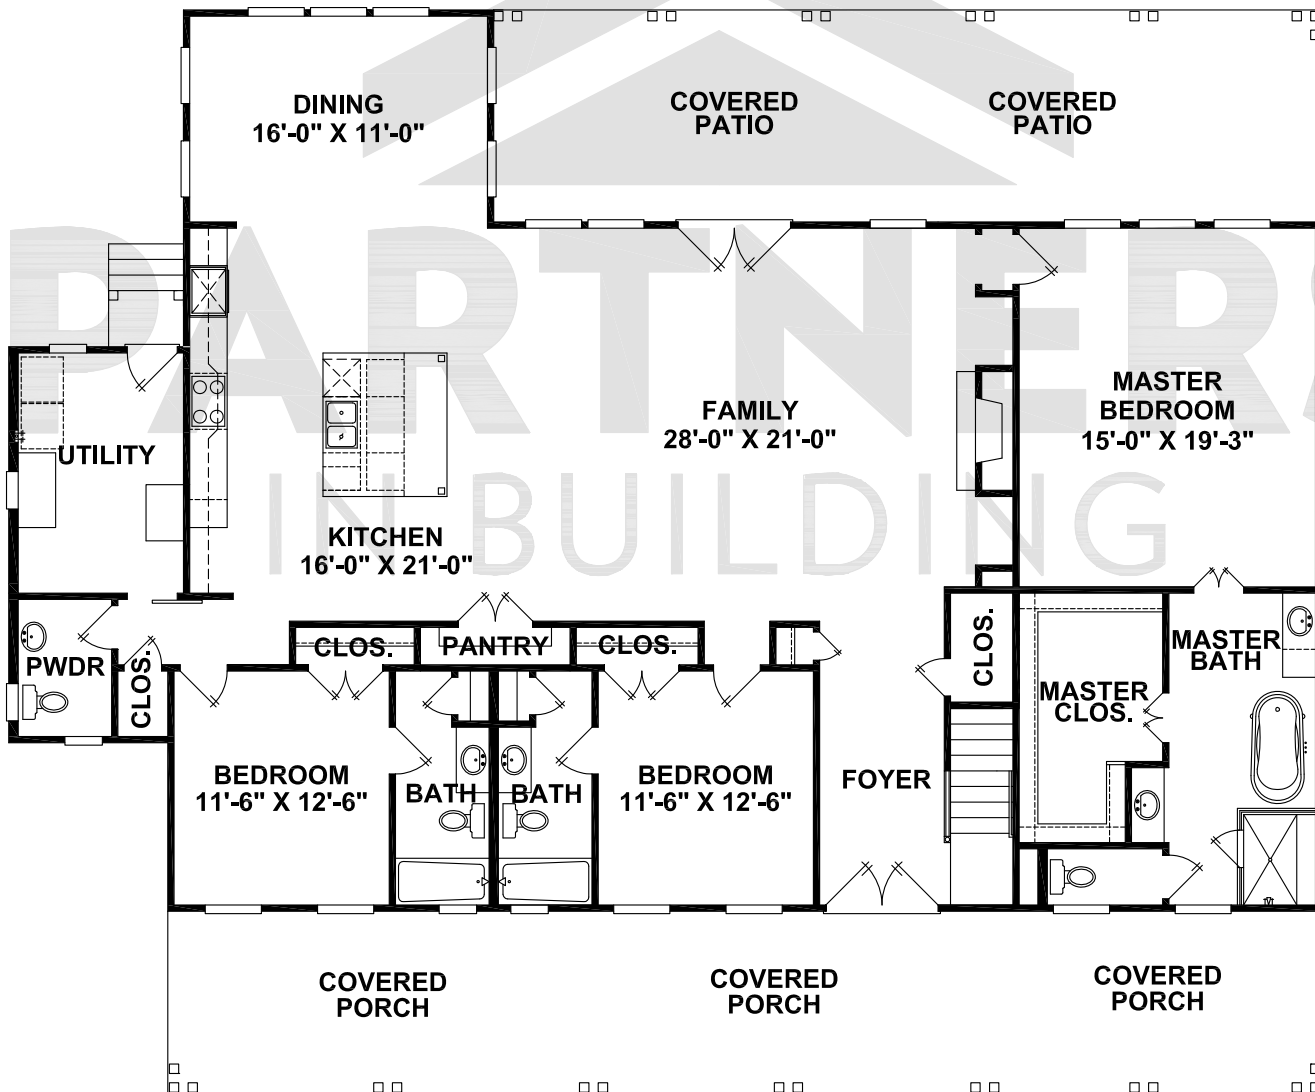 DINING
16'-0" X 11'-0"
COVERED
PATIO
COVERED
PATIO
PARTNERS
IN BUILDING
UTILITY
KITCHEN
16'-0" X 21'-0"
FAMILY
28'-0" X 21'-0"
MASTER
BEDROOM
15'-0" X 19'-3"
PWDR
CLOS.
CLOS.
PANTRY
CLOS.
CLOS.
MASTER
CLOS.
MASTER
BATH
BEDROOM
11'-6" X 12'-6"
BATH
BATH
BEDROOM
11'-6" X 12'-6"
FOYER
COVERED
PORCH
COVERED
PORCH
COVERED
PORCH